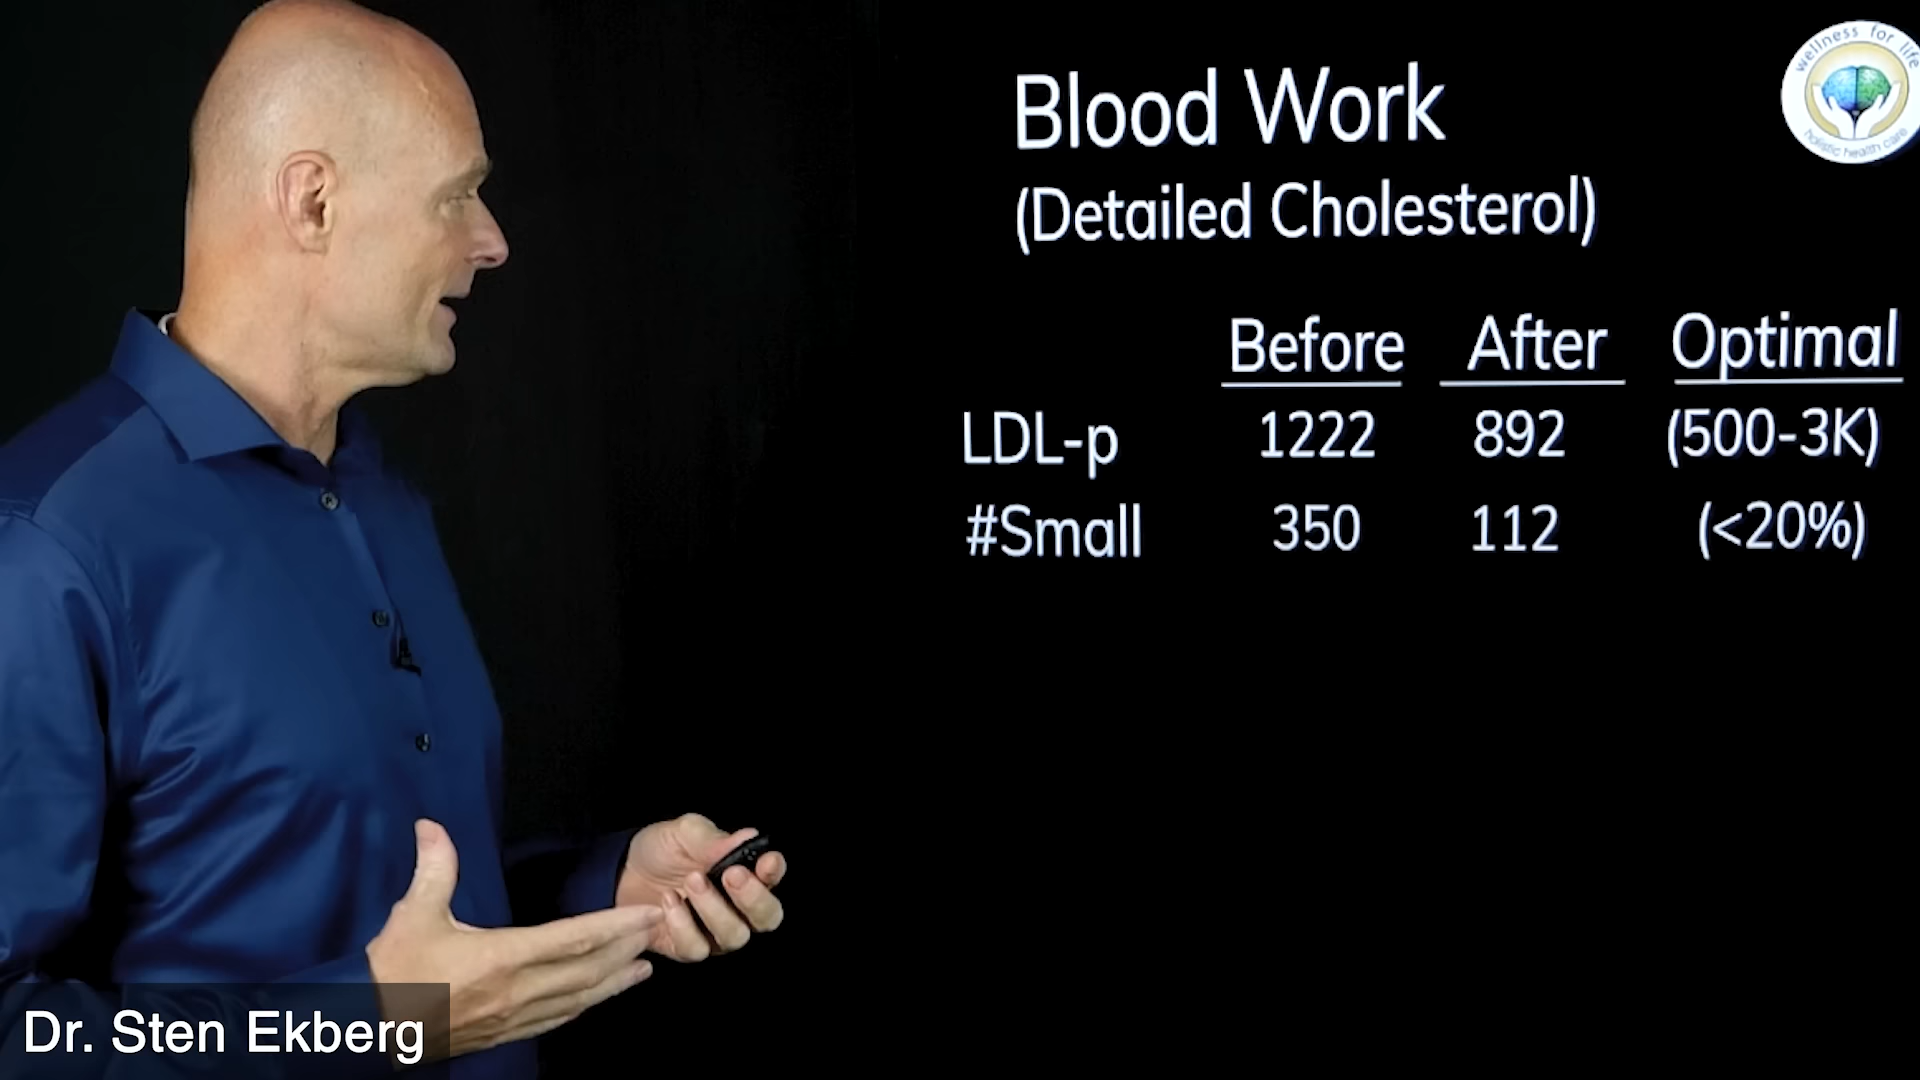 wellness for life
holistic health care
Blood Work
(Detailed Cholesterol)
Before After Optimal
LDL-p 1222 892 (500-3K)
#Small 350 112 (<20%)
Dr. Sten Ekberg